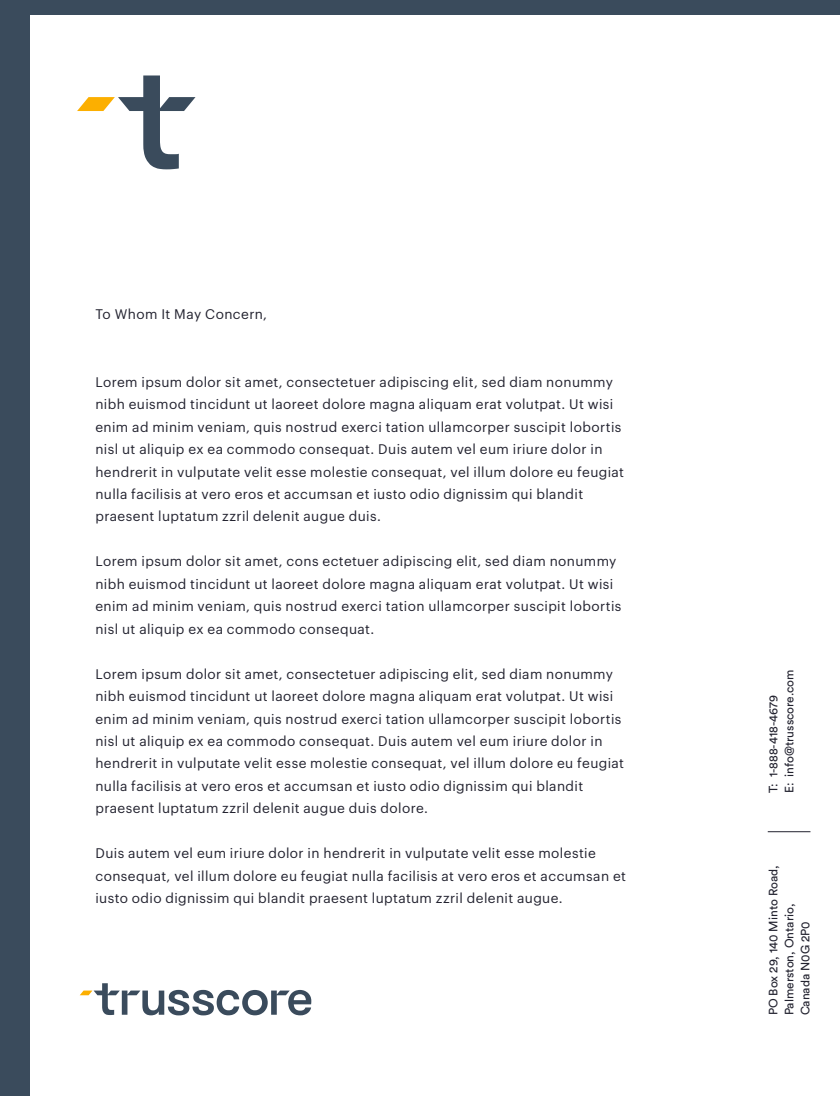 t
To Whom It May Concern,
Lorem ipsum dolor sit amet, consectetuer adipiscing elit, sed diam nonummy
nibh euismod tincidunt ut laoreet dolore magna aliquam erat volutpat. Ut wisi
enim ad minim veniam, quis nostrud exerci tation ullamcorper suscipit lobortis
nisl ut aliquip ex ea commodo consequat. Duis autem vel eum iriure dolor in
hendrerit in vulputate velit esse molestie consequat, vel illum dolore eu feugiat
nulla facilisis at vero eros et accumsan et iusto odio dignissim qui blandit
praesent luptatum zzril delenit augue duis.
Lorem ipsum dolor sit amet, cons ectetuer adipiscing elit, sed diam nonummy
nibh euismod tincidunt ut laoreet dolore magna aliquam erat volutpat. Ut wisi
enim ad minim veniam, quis nostrud exerci tation ullamcorper suscipit lobortis
nisl ut aliquip ex ea commodo consequat.
Lorem ipsum dolor sit amet, consectetuer adipiscing elit, sed diam nonummy
nibh euismod tincidunt ut laoreet dolore magna aliquam erat volutpat. Ut wisi
enim ad minim veniam, quis nostrud exerci tation ullamcorper suscipit lobortis
nisl ut aliquip ex ea commodo consequat. Duis autem vel eum iriure dolor in
hendrerit in vulputate velit esse molestie consequat, vel illum dolore eu feugiat
nulla facilisis at vero eros et accumsan et iusto odio dignissim qui blandit
praesent luptatum zzril delenit augue duis dolore.
Duis autem vel eum iriure dolor in hendrerit in vulputate velit esse molestie
consequat, vel illum dolore eu feugiat nulla facilisis at vero eros et accumsan et
iusto odio dignissim qui blandit praesent luptatum zzril delenit augue.
trusscore
PO Box 29, 140 Minto Road,
Palmerston, Ontario,
Canada N0G 2P0
T: 1-888-418-4679
E: info@trusscore.com